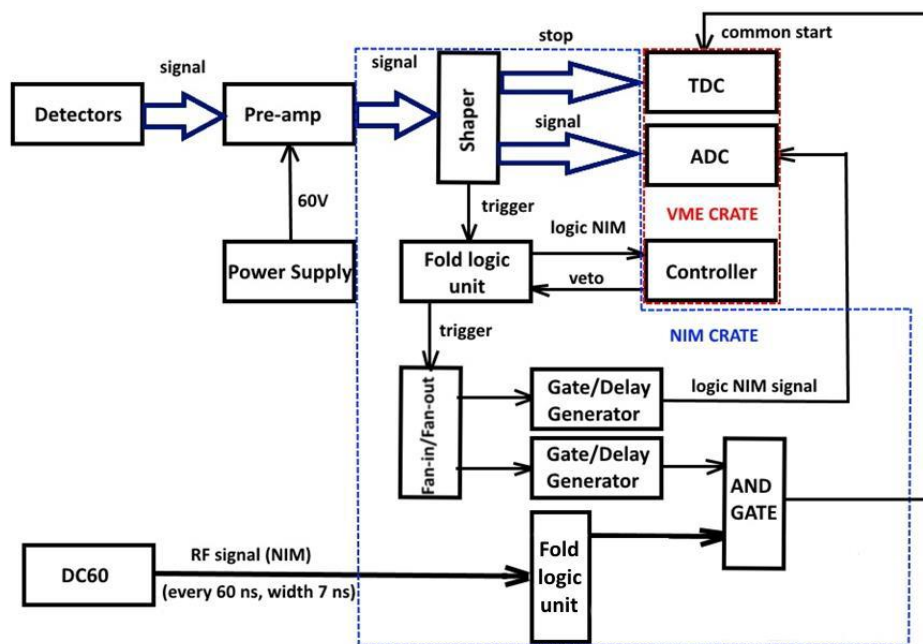 common start
stop
signal
signal
TDC
Detectors
Pre-amp
Shaper
signal
ADC
60V
trigger
VME CRATE
logic NIM
Power Supply
Fold logic
unit
veto
Controller
trigger
NIM CRATE
Fan-in/Fan-out
Gate/Delay
Generator
logic NIM signal
Gate/Delay
Generator
AND
GATE
DC60
RF signal (NIM)
(every 60 ns, width 7 ns)
Fold
logic
unit